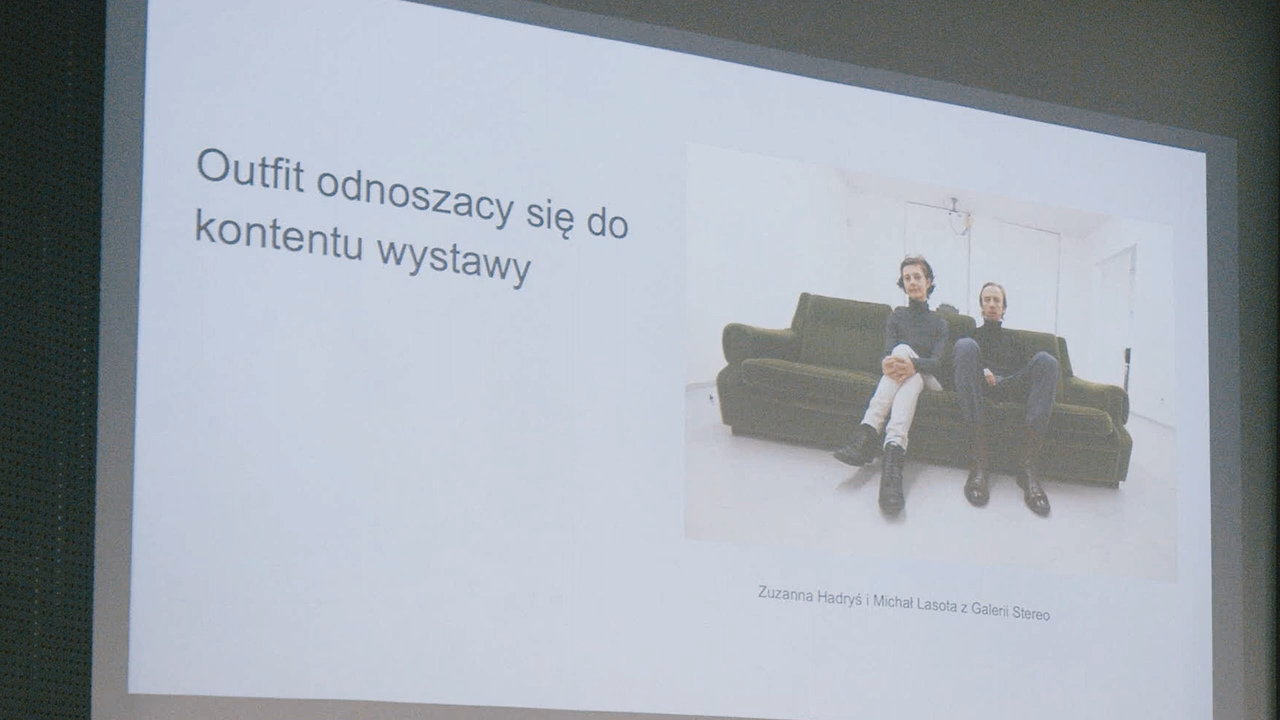 Outfit odnoszacy się do
kontentu wystawy
Zuzanna Hadryś i Michał Lasota z Galerii Stereo